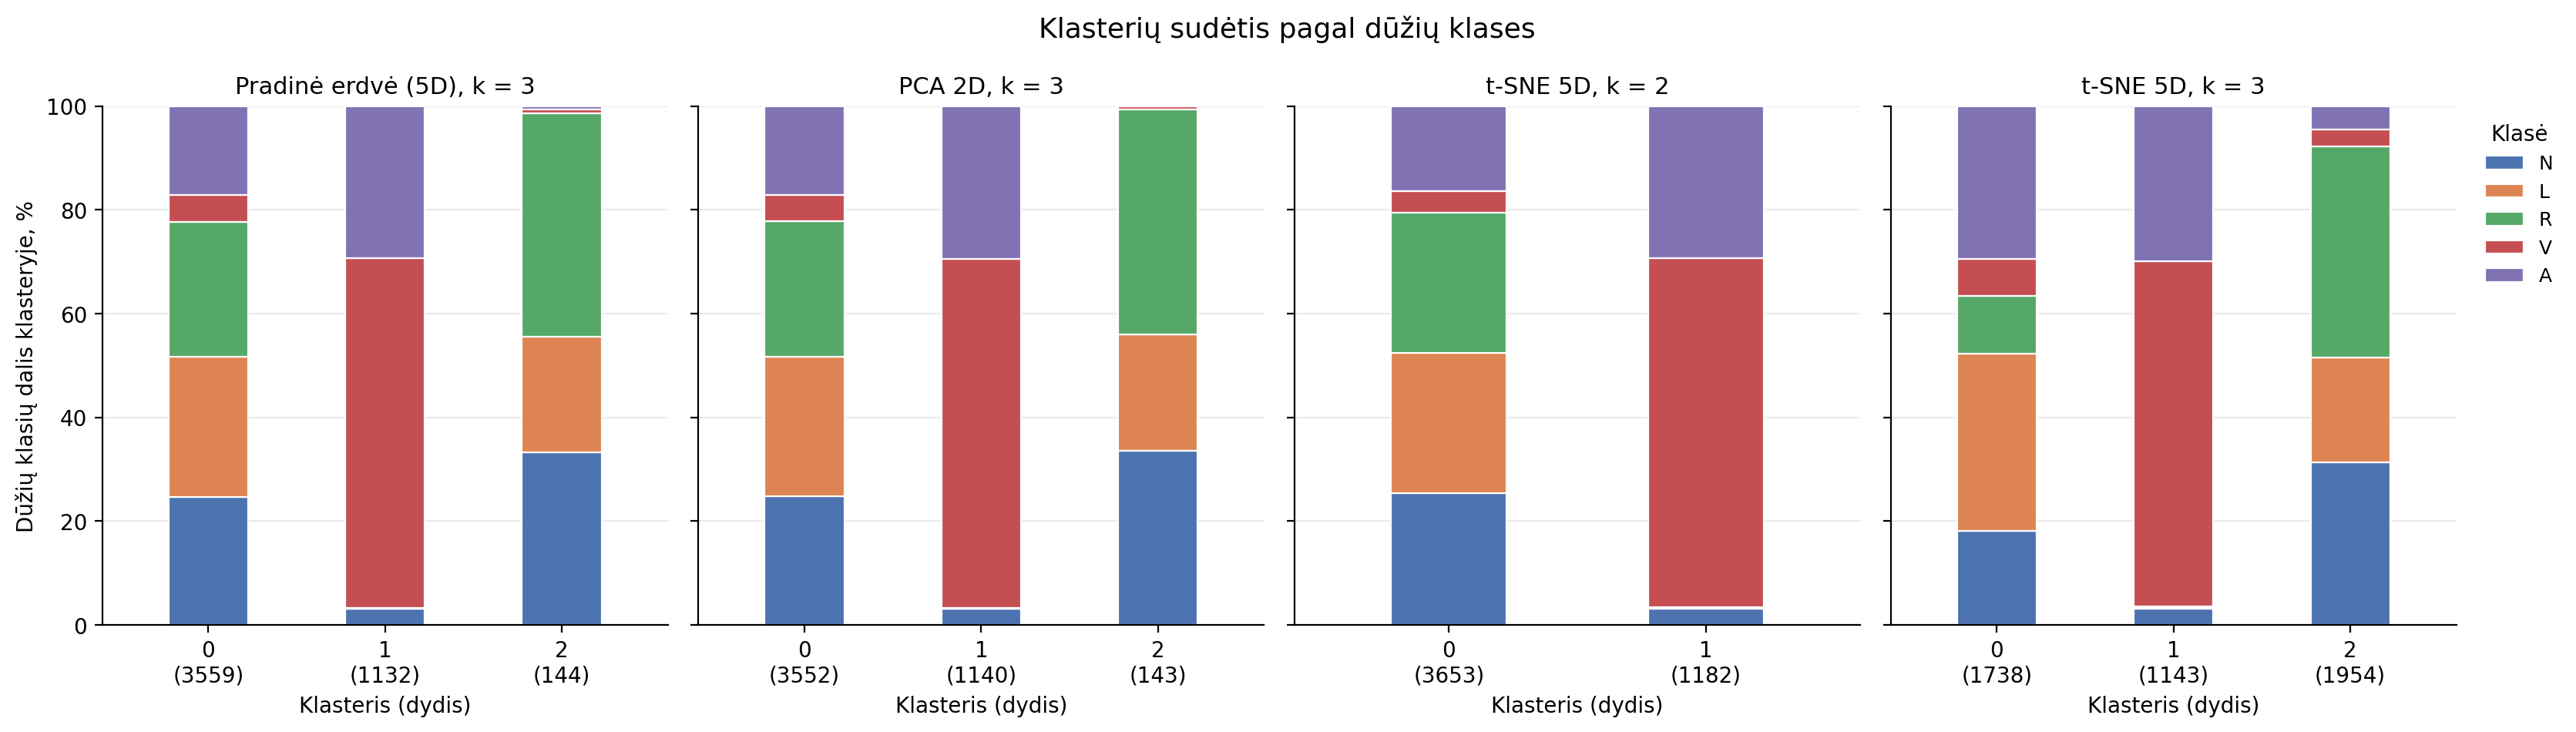 Klasterių sudėtis pagal dūžių klases
Pradinė erdvė (5D), k = 3
PCA 2D, k = 3
t-SNE 5D, k = 2
t-SNE 5D, k = 3
Dūžių klasių dalis klasteryje, %
100
80
60
40
20
0
0 1 2
(3559) (1132) (144)
Klasteris (dydis)
0 1 2
(3552) (1140) (143)
Klasteris (dydis)
0 1
(3653) (1182)
Klasteris (dydis)
0 1 2
(1738) (1143) (1954)
Klasteris (dydis)
Klasė
N
L
R
V
A